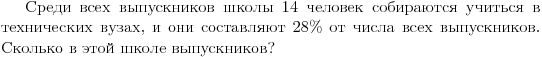 Среди всех выпускников школы 14 человек собираются учиться в
технических вузах, и они составляют 28% от числа всех выпускников.
Сколько в этой школе выпускников?